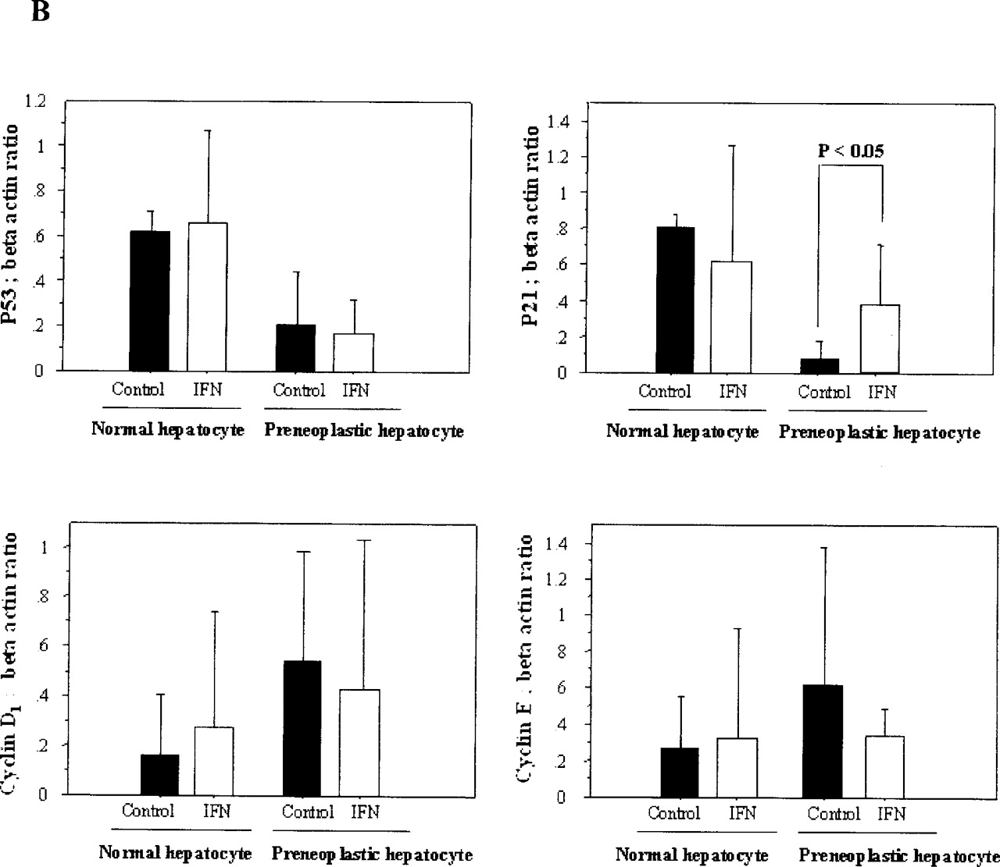 B
P53 ; beta actin ratio
1.2
1
.8
.6
.4
.2
0
Control IFN Control IFN
Normal hepatocyte Preneoplastic hepatocyte
P21 ; beta actin ratio
1.4
1.2
1
.8
.6
.4
.2
0
P < 0.05
Control IFN Control IFN
Normal hepatocyte Preneoplastic hepatocyte
Cyclin D1 ; beta actin ratio
1
.8
.6
.4
.2
0
Control IFN Control IFN
Normal hepatocyte Preneoplastic hepatocyte
Cyclin E ; beta actin ratio
1.4
1.2
1
.8
.6
.4
.2
0
Control IFN Control IFN
Normal hepatocyte Preneoplastic hepatocyte